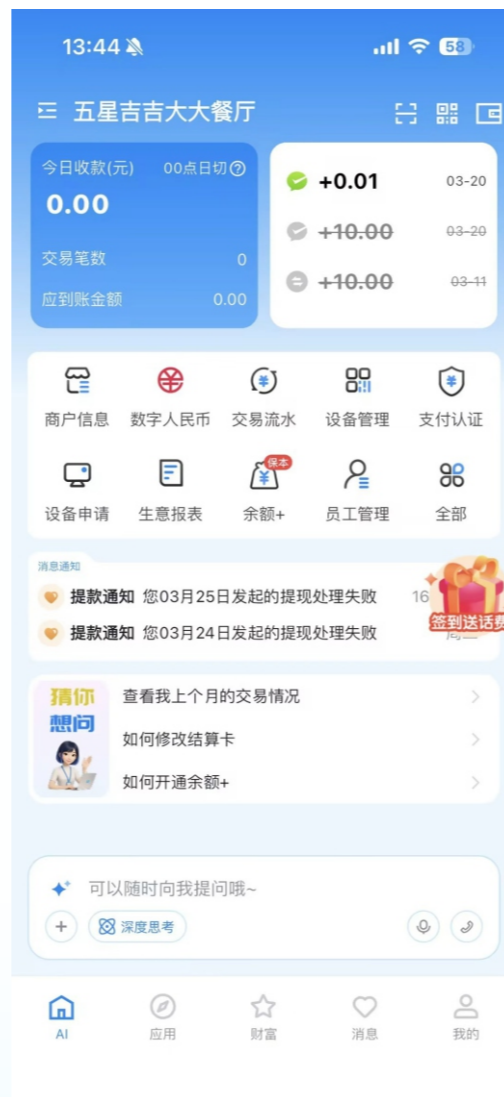 13:44
58
五星吉吉大大餐厅
今日收款(元) 00点日切
0.00
交易笔数 0
应到账金额 0.00
+0.01 03-20
+10.00 03-20
+10.00 03-11
商户信息 数字人民币 交易流水 设备管理 支付认证
保本
设备申请 生意报表 余额+ 员工管理 全部
消息通知
提款通知 您03月25日发起的提现处理失败 16
提款通知 您03月24日发起的提现处理失败
签到送话费
猜你
想问
查看我上个月的交易情况
如何修改结算卡
如何开通余额+
可以随时向我提问哦~
深度思考
AI 应用 财富 消息 我的